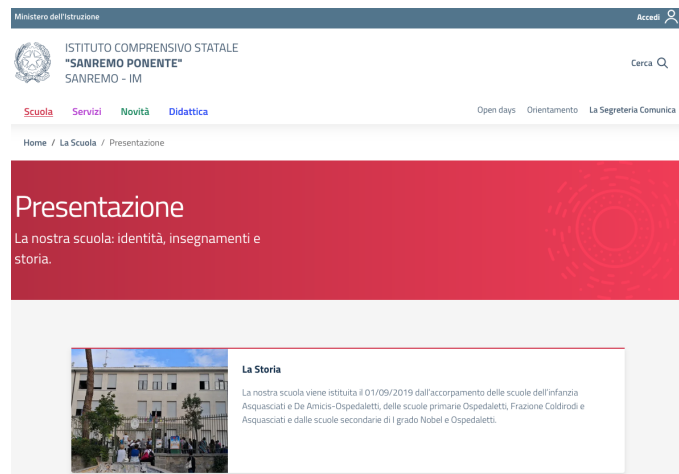 Ministero dell'Istruzione
Accedi
ISTITUTO COMPRENSIVO STATALE
"SANREMO PONENTE"
SANREMO - IM
Cerca
Scuola Servizi Novità Didattica
Open days Orientamento La Segreteria Comunica
Home / La Scuola / Presentazione
Presentazione
La nostra scuola: identità, insegnamenti e
storia.
La Storia
La nostra scuola viene istituita il 01/09/2019 dall'accorpamento delle scuole dell'infanzia
Asquasciati e De Amicis-Ospedaletti, delle scuole primarie Ospedaletti, Frazione Coldirodi e
Asquasciati e dalle scuole secondarie di I grado Nobel e Ospedaletti.